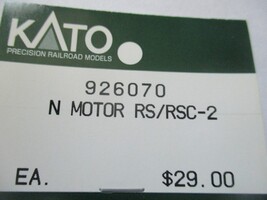 KATO
PRECISION RAILROAD MODELS
926070
N MOTOR RS/RSC-2
EA. $29.00